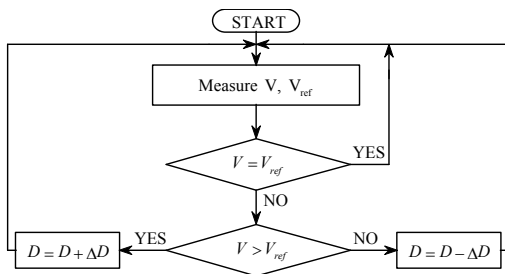 START
Measure V, V_ref
V = V_ref
YES
NO
V > V_ref
YES
NO
D = D + ΔD
D = D − ΔD